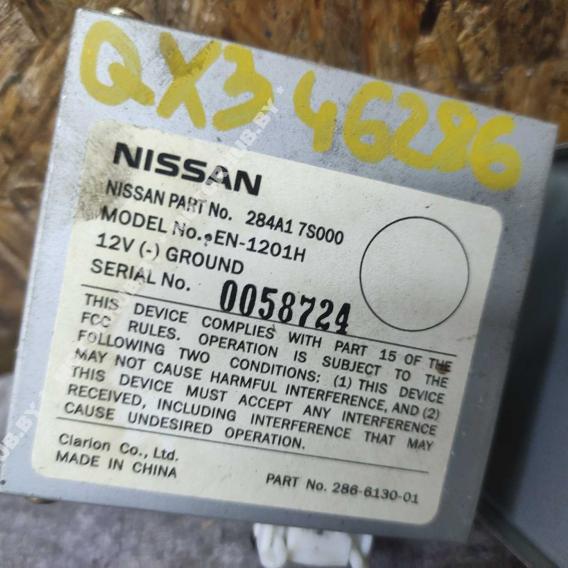 QX3 46286
NISSAN
NISSAN PART No. 284A1 7S000
MODEL No. EN-1201H
12V (-) GROUND
SERIAL No. 0058724
THIS DEVICE COMPLIES WITH PART 15 OF THE
FCC RULES. OPERATION IS SUBJECT TO THE
FOLLOWING TWO CONDITIONS: (1) THIS DEVICE
MAY NOT CAUSE HARMFUL INTERFERENCE, AND (2)
THIS DEVICE MUST ACCEPT ANY INTERFERENCE
RECEIVED, INCLUDING INTERFERENCE THAT MAY
CAUSE UNDESIRED OPERATION.
Clarion Co., Ltd.
MADE IN CHINA
PART No. 286-6130-01